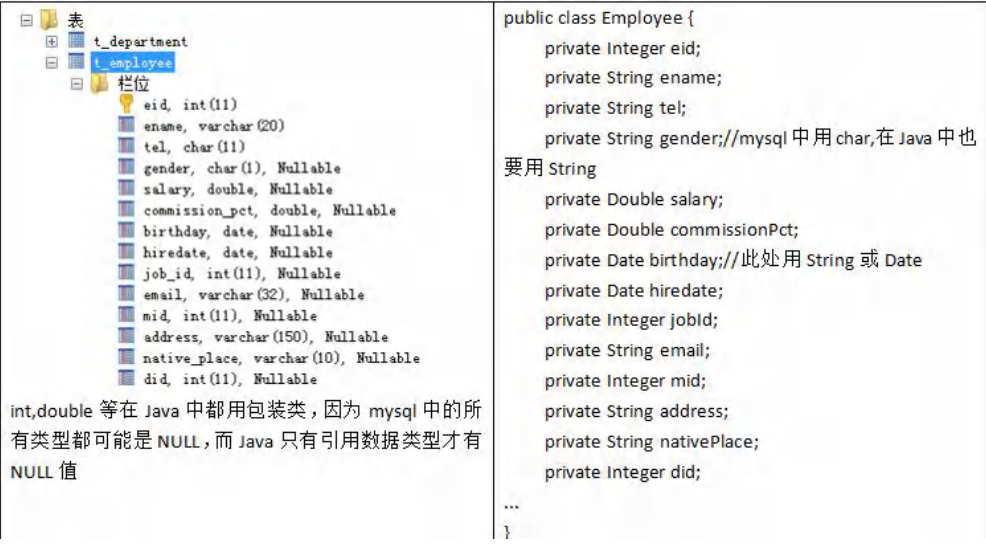 表
t_department
t_employee
栏位
eid, int(11)
ename, varchar(20)
tel, char(11)
gender, char(1), Nullable
salary, double, Nullable
commission_pct, double, Nullable
birthday, date, Nullable
hiredate, date, Nullable
job_id, int(11), Nullable
email, varchar(32), Nullable
mid, int(11), Nullable
address, varchar(150), Nullable
native_place, varchar(10), Nullable
did, int(11), Nullable
int,double 等在 Java 中都用包装类,因为 mysql 中的所
有类型都可能是 NULL,而 Java 只有引用数据类型才有
NULL 值
public class Employee {
private Integer eid;
private String ename;
private String tel;
private String gender;//mysql 中用 char,在 Java 中也
要用 String
private Double salary;
private Double commissionPct;
private Date birthday;//此处用 String 或 Date
private Date hiredate;
private Integer jobId;
private String email;
private Integer mid;
private String address;
private String nativePlace;
private Integer did;
...
}